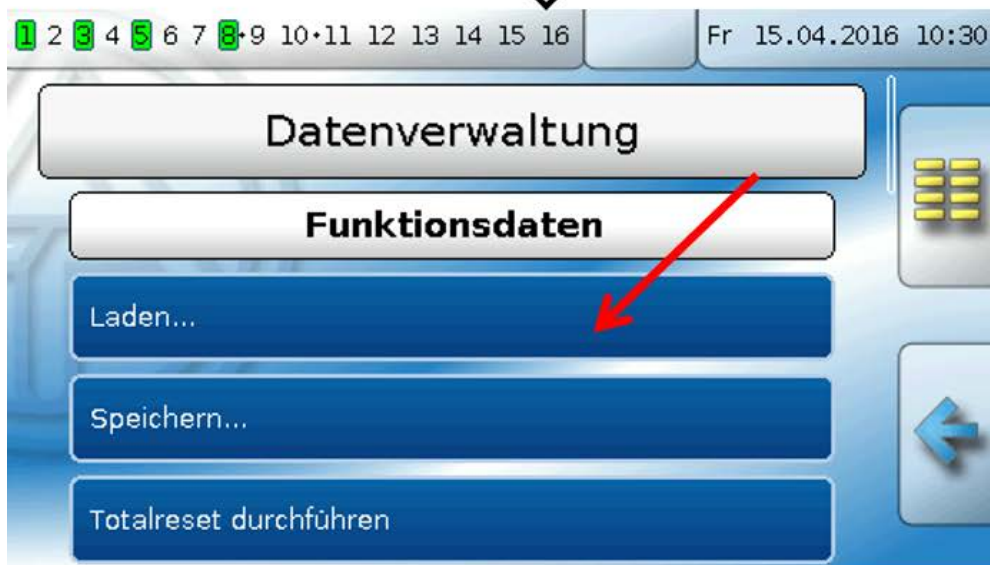 1 2 3 4 5 6 7 8·9 10·11 12 13 14 15 16 Fr 15.04.2016 10:30
Datenverwaltung
Funktionsdaten
Laden...
Speichern...
Totalreset durchführen